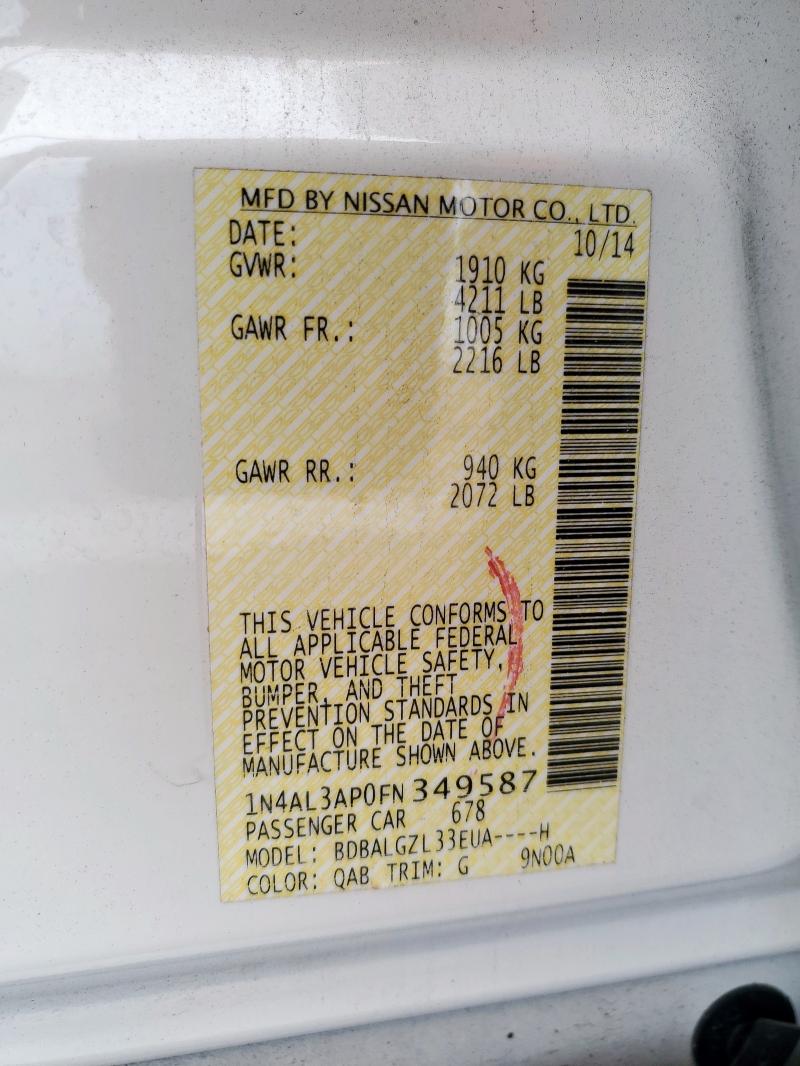 MFD BY NISSAN MOTOR CO., LTD.
DATE: 10/14
GVWR: 1910 KG
4211 LB
GAWR FR.: 1005 KG
2216 LB
GAWR RR.: 940 KG
2072 LB
THIS VEHICLE CONFORMS TO
ALL APPLICABLE FEDERAL
MOTOR VEHICLE SAFETY,
BUMPER, AND THEFT
PREVENTION STANDARDS IN
EFFECT ON THE DATE OF
MANUFACTURE SHOWN ABOVE.
1N4AL3AP0FN 349587
PASSENGER CAR 678
MODEL: BDBALGZL33EUA----H
COLOR: QAB TRIM: G 9N00A